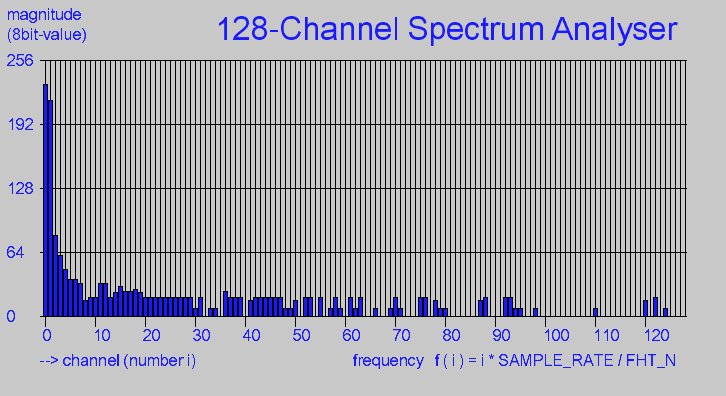 magnitude
(8bit-value)
128-Channel Spectrum Analyser
256
192
128
64
0
0 10 20 30 40 50 60 70 80 90 100 110 120
--> channel (number i)
frequency f ( i ) = i * SAMPLE_RATE / FHT_N